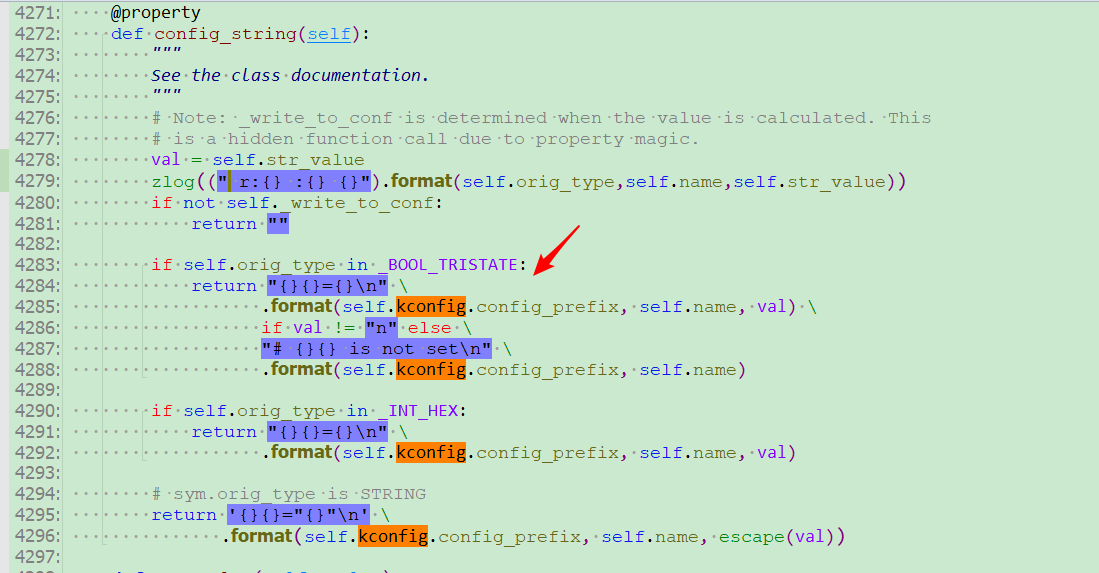 4271: @property
4272: def config_string(self):
4273: """
4274: See the class documentation.
4275: """
4276: # Note: _write_to_conf is determined when the value is calculated. This
4277: # is a hidden function call due to property magic.
4278: val = self.str_value
4279: zlog((" r:{} :{} {}").format(self.orig_type,self.name,self.str_value))
4280: if not self._write_to_conf:
4281: return ""
4282:
4283: if self.orig_type in _BOOL_TRISTATE:
4284: return "{}{}={}\n" \
4285: .format(self.kconfig.config_prefix, self.name, val) \
4286: if val != "n" else \
4287: "# {}{} is not set\n" \
4288: .format(self.kconfig.config_prefix, self.name)
4289:
4290: if self.orig_type in _INT_HEX:
4291: return "{}{}={}\n" \
4292: .format(self.kconfig.config_prefix, self.name, val)
4293:
4294: # sym.orig_type is STRING
4295: return '{}{}="{}"\n' \
4296: .format(self.kconfig.config_prefix, self.name, escape(val))
4297: